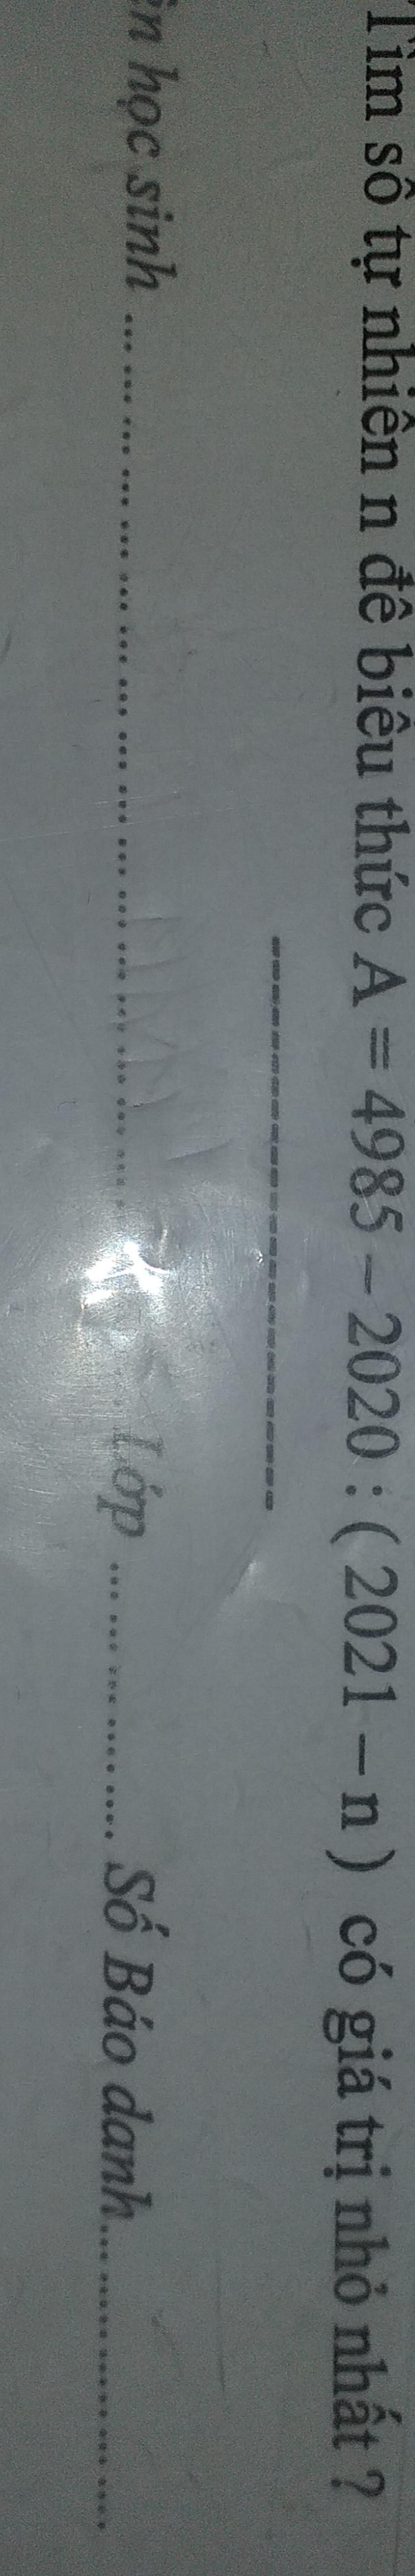 Tìm số tự nhiên n để biểu thức A = 4985 – 2020 : ( 2021 – n ) có giá trị nhỏ nhất ?
học sinh ... ... ... ... ... ... ... ... ... ... ... ... ... ... ... ... ... Lớp ... ... ... ... .... Số Báo danh... ... ... ... ... ... ...